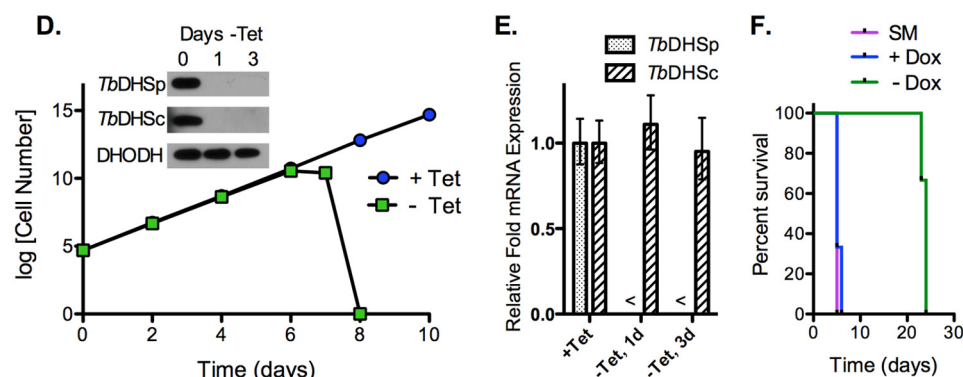 D.
Days -Tet
0 1 3
TbDHSp
TbDHSc
DHODH
log [Cell Number]
15
10
5
0
+ Tet
- Tet
0 2 4 6 8 10
Time (days)
E.
TbDHSp
TbDHSc
Relative Fold mRNA Expression
1.0
0.0
< <
+Tet
-Tet, 1d
-Tet, 3d
F.
SM
+ Dox
- Dox
Percent survival
100
80
60
40
20
0
0 10 20 30
Time (days)